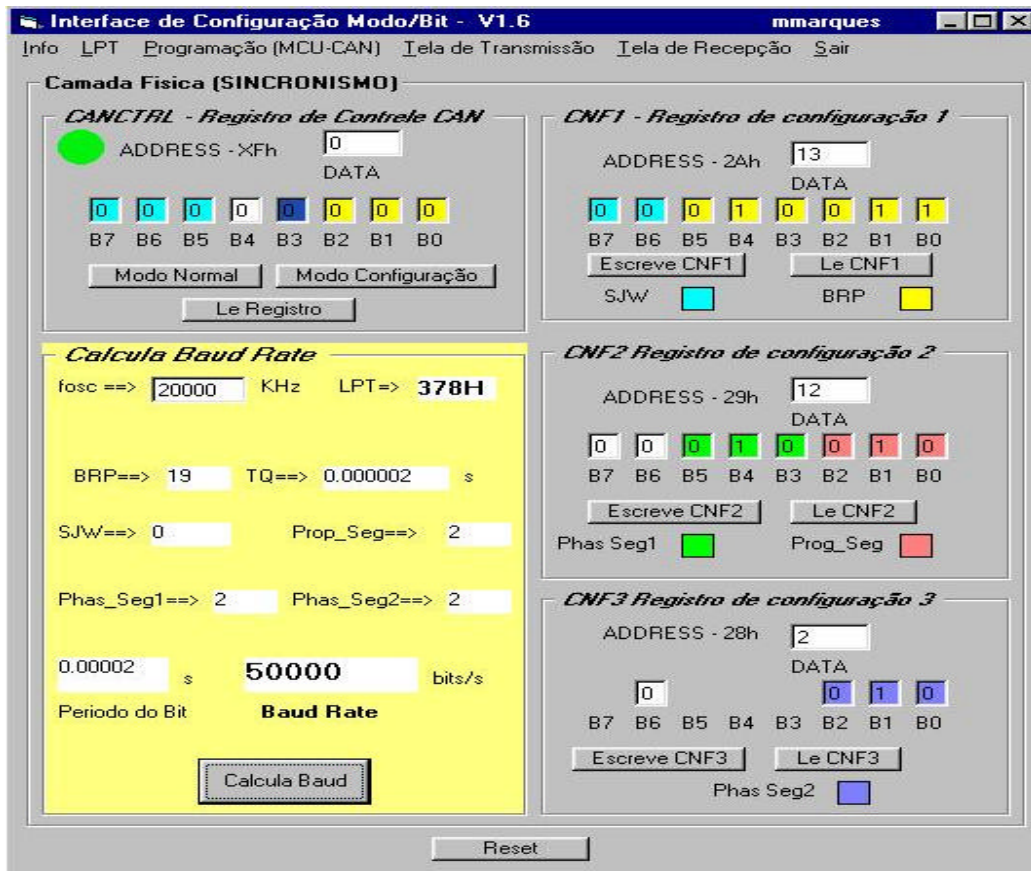 Interface de Configuração Modo/Bit - V1.6 mmarques
Info LPT Programação (MCU-CAN) Tela de Transmissão Tela de Recepção Sair
Camada Fisica (SINCRONISMO)
CANCTRL - Registro de Controle CAN
ADDRESS - XFh 0
DATA
0 0 0 0 0 0 0 0
B7 B6 B5 B4 B3 B2 B1 B0
Modo Normal Modo Configuração
Le Registro
CNF1 - Registro de configuração 1
ADDRESS - 2Ah 13
DATA
0 0 0 1 0 0 1 1
B7 B6 B5 B4 B3 B2 B1 B0
Escreve CNF1 Le CNF1
SJW BRP
Calcula Baud Rate
fosc ==> 20000 KHz LPT=> 378H
BRP==> 19 TQ==> 0.000002 s
SJW==> 0 Prop_Seg==> 2
Phas_Seg1==> 2 Phas_Seg2==> 2
0.00002 s 50000 bits/s
Periodo do Bit Baud Rate
Calcula Baud
CNF2 Registro de configuração 2
ADDRESS - 29h 12
DATA
0 0 0 1 0 0 1 0
B7 B6 B5 B4 B3 B2 B1 B0
Escreve CNF2 Le CNF2
Phas Seg1 Prog_Seg
CNF3 Registro de configuração 3
ADDRESS - 28h 2
DATA
0 0 1 0
B7 B6 B5 B4 B3 B2 B1 B0
Escreve CNF3 Le CNF3
Phas Seg2
Reset